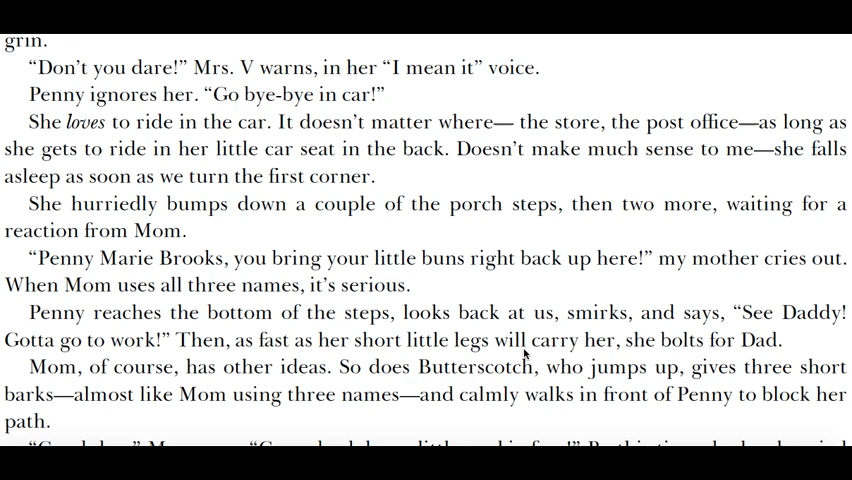 grin.
“Don’t you dare!” Mrs. V warns, in her “I mean it” voice.
Penny ignores her. “Go bye-bye in car!”
She loves to ride in the car. It doesn’t matter where— the store, the post office—as long as
she gets to ride in her little car seat in the back. Doesn’t make much sense to me—she falls
asleep as soon as we turn the first corner.
She hurriedly bumps down a couple of the porch steps, then two more, waiting for a
reaction from Mom.
“Penny Marie Brooks, you bring your little buns right back up here!” my mother cries out.
When Mom uses all three names, it’s serious.
Penny reaches the bottom of the steps, looks back at us, smirks, and says, “See Daddy!
Gotta go to work!” Then, as fast as her short little legs will carry her, she bolts for Dad.
Mom, of course, has other ideas. So does Butterscotch, who jumps up, gives three short
barks—almost like Mom using three names—and calmly walks in front of Penny to block her
path.